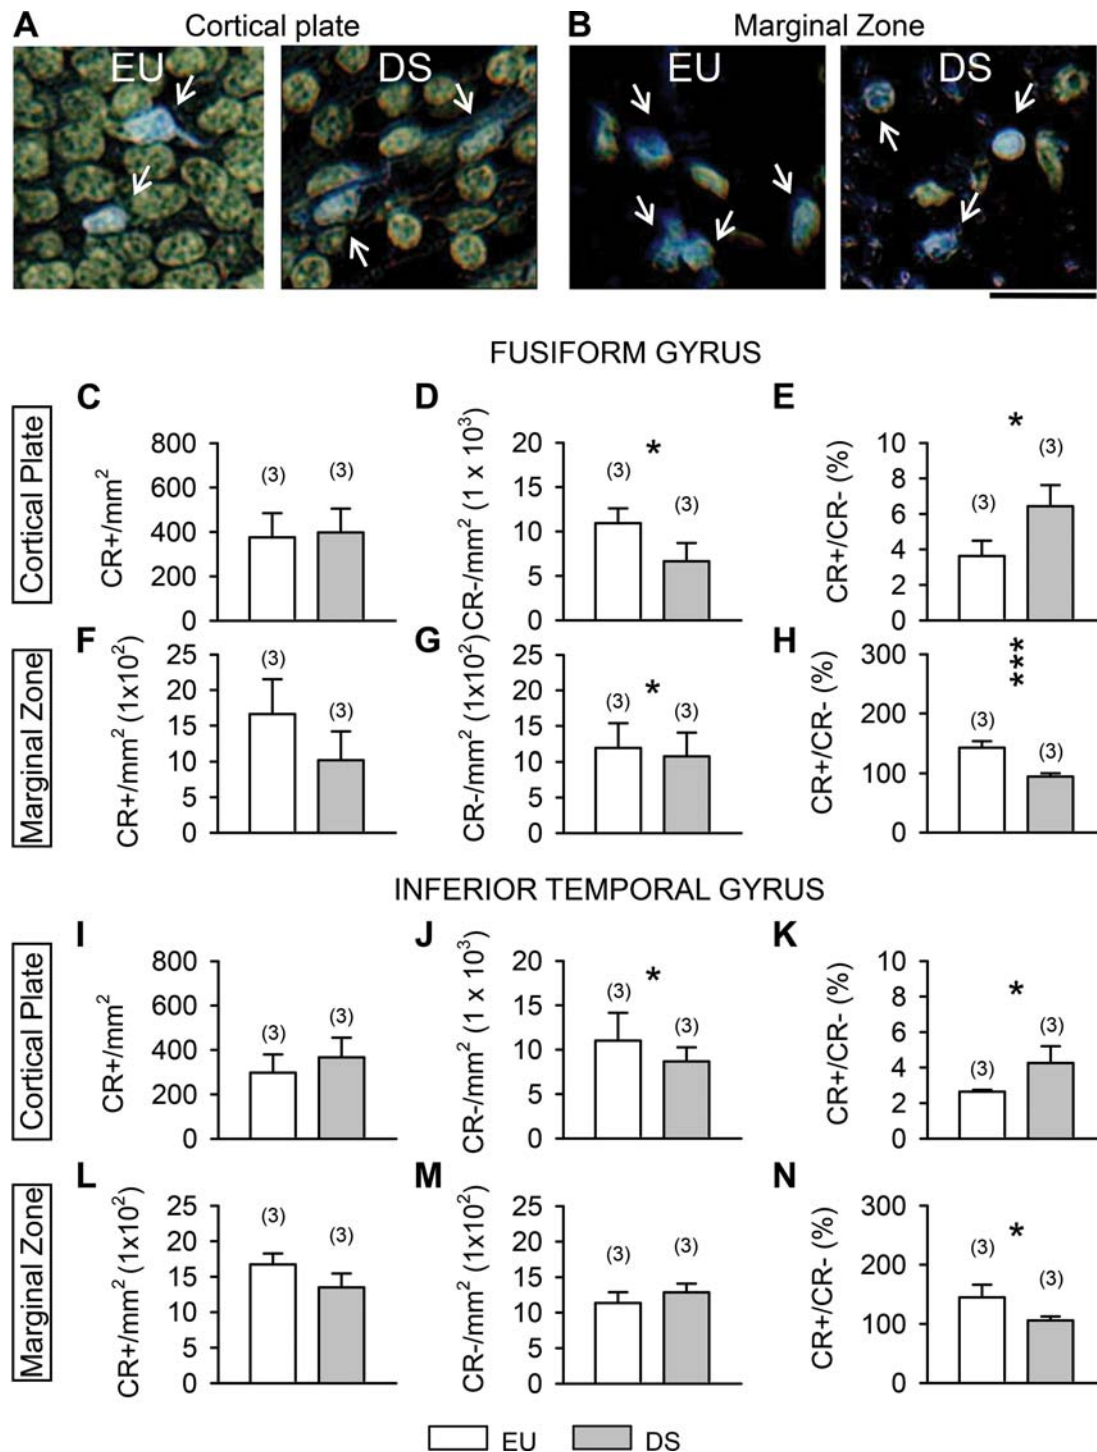 A Cortical plate B Marginal Zone
EU DS EU DS
FUSIFORM GYRUS
Cortical Plate
C
CR+/mm²
800
600
400
200
0
(3) (3)
D
CR-/mm² (1 x 10³)
20
15
10
5
0
(3) * (3)
E
CR+/CR- (%)
10
8
6
4
2
0
(3) * (3)
Marginal Zone
F
CR+/mm² (1x10²)
25
20
15
10
5
0
(3) (3)
G
CR-/mm² (1x10²)
25
20
15
10
5
0
(3) * (3)
H
CR+/CR- (%)
300
200
100
0
(3) *** (3)
INFERIOR TEMPORAL GYRUS
Cortical Plate
I
CR+/mm²
800
600
400
200
0
(3) (3)
J
CR-/mm² (1 x 10³)
20
15
10
5
0
(3) * (3)
K
CR+/CR- (%)
10
8
6
4
2
0
(3) * (3)
Marginal Zone
L
CR+/mm² (1x10²)
25
20
15
10
5
0
(3) (3)
M
CR-/mm² (1x10²)
25
20
15
10
5
0
(3) (3)
N
CR+/CR- (%)
300
200
100
0
(3) * (3)
EU DS